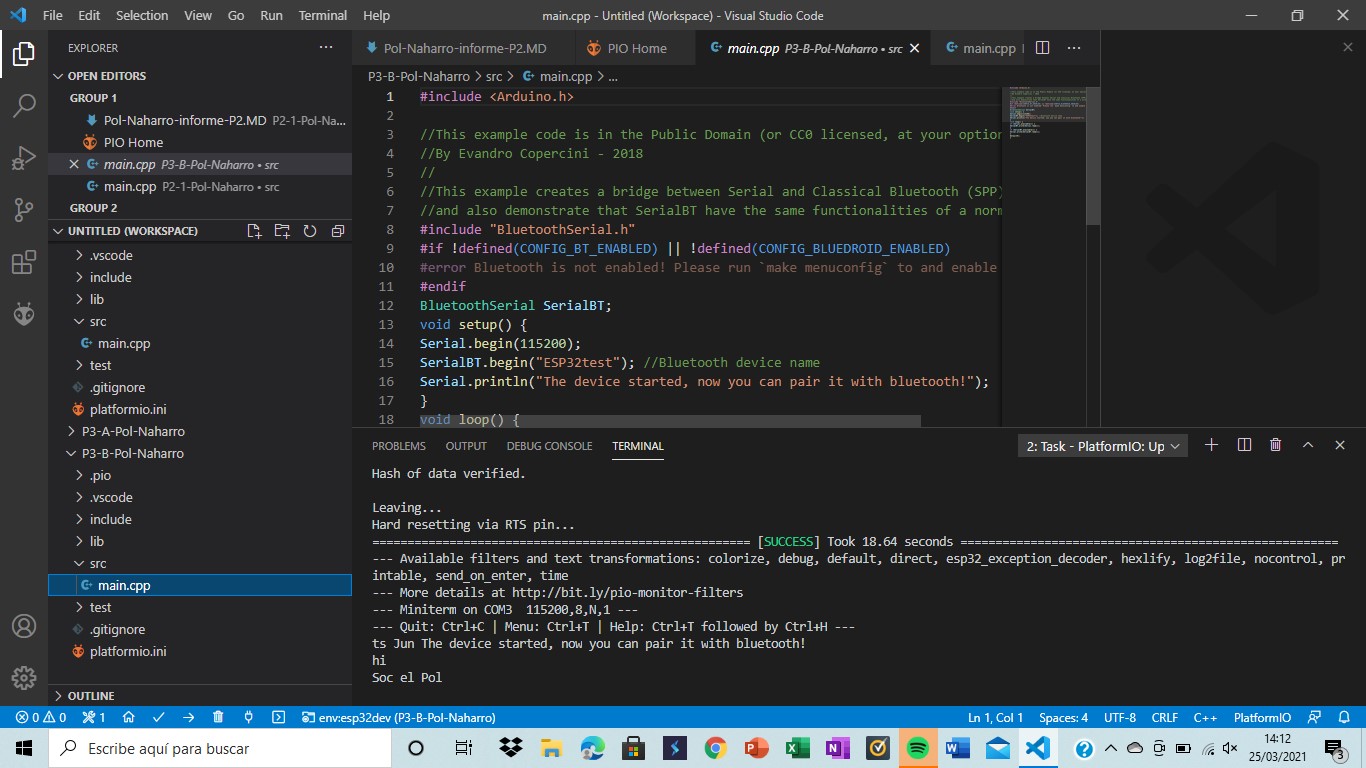 File Edit Selection View Go Run Terminal Help
main.cpp - Untitled (Workspace) - Visual Studio Code
EXPLORER
OPEN EDITORS
GROUP 1
Pol-Naharro-informe-P2.MD P2-1-Pol-Na...
PIO Home
main.cpp P3-B-Pol-Naharro • src
main.cpp P2-1-Pol-Naharro • src
GROUP 2
UNTITLED (WORKSPACE)
.vscode
include
lib
src
main.cpp
test
.gitignore
platformio.ini
P3-A-Pol-Naharro
P3-B-Pol-Naharro
.pio
.vscode
include
lib
src
main.cpp
test
.gitignore
platformio.ini
OUTLINE
Pol-Naharro-informe-P2.MD
PIO Home
main.cpp P3-B-Pol-Naharro • src
main.cpp
P3-B-Pol-Naharro > src > main.cpp > ...
1 #include <Arduino.h>
2
3 //This example code is in the Public Domain (or CC0 licensed, at your option
4 //By Evandro Copercini - 2018
5 //
6 //This example creates a bridge between Serial and Classical Bluetooth (SPP)
7 //and also demonstrate that SerialBT have the same functionalities of a norm
8 #include "BluetoothSerial.h"
9 #if !defined(CONFIG_BT_ENABLED) || !defined(CONFIG_BLUEDROID_ENABLED)
10 #error Bluetooth is not enabled! Please run `make menuconfig` to and enable
11 #endif
12 BluetoothSerial SerialBT;
13 void setup() {
14 Serial.begin(115200);
15 SerialBT.begin("ESP32test"); //Bluetooth device name
16 Serial.println("The device started, now you can pair it with bluetooth!");
17 }
18 void loop() {
PROBLEMS OUTPUT DEBUG CONSOLE TERMINAL
2: Task - PlatformIO: Up
Hash of data verified.
Leaving...
Hard resetting via RTS pin...
====================================================== [SUCCESS] Took 18.64 seconds ======================================================
--- Available filters and text transformations: colorize, debug, default, direct, esp32_exception_decoder, hexlify, log2file, nocontrol, pr
intable, send_on_enter, time
--- More details at http://bit.ly/pio-monitor-filters
--- Miniterm on COM3  115200,8,N,1 ---
--- Quit: Ctrl+C | Menu: Ctrl+T | Help: Ctrl+T followed by Ctrl+H ---
ts Jun The device started, now you can pair it with bluetooth!
hi
Soc el Pol
0 0 1 env:esp32dev (P3-B-Pol-Naharro)
Ln 1, Col 1 Spaces: 4 UTF-8 CRLF C++ PlatformIO
Escribe aquí para buscar
14:12
25/03/2021
3